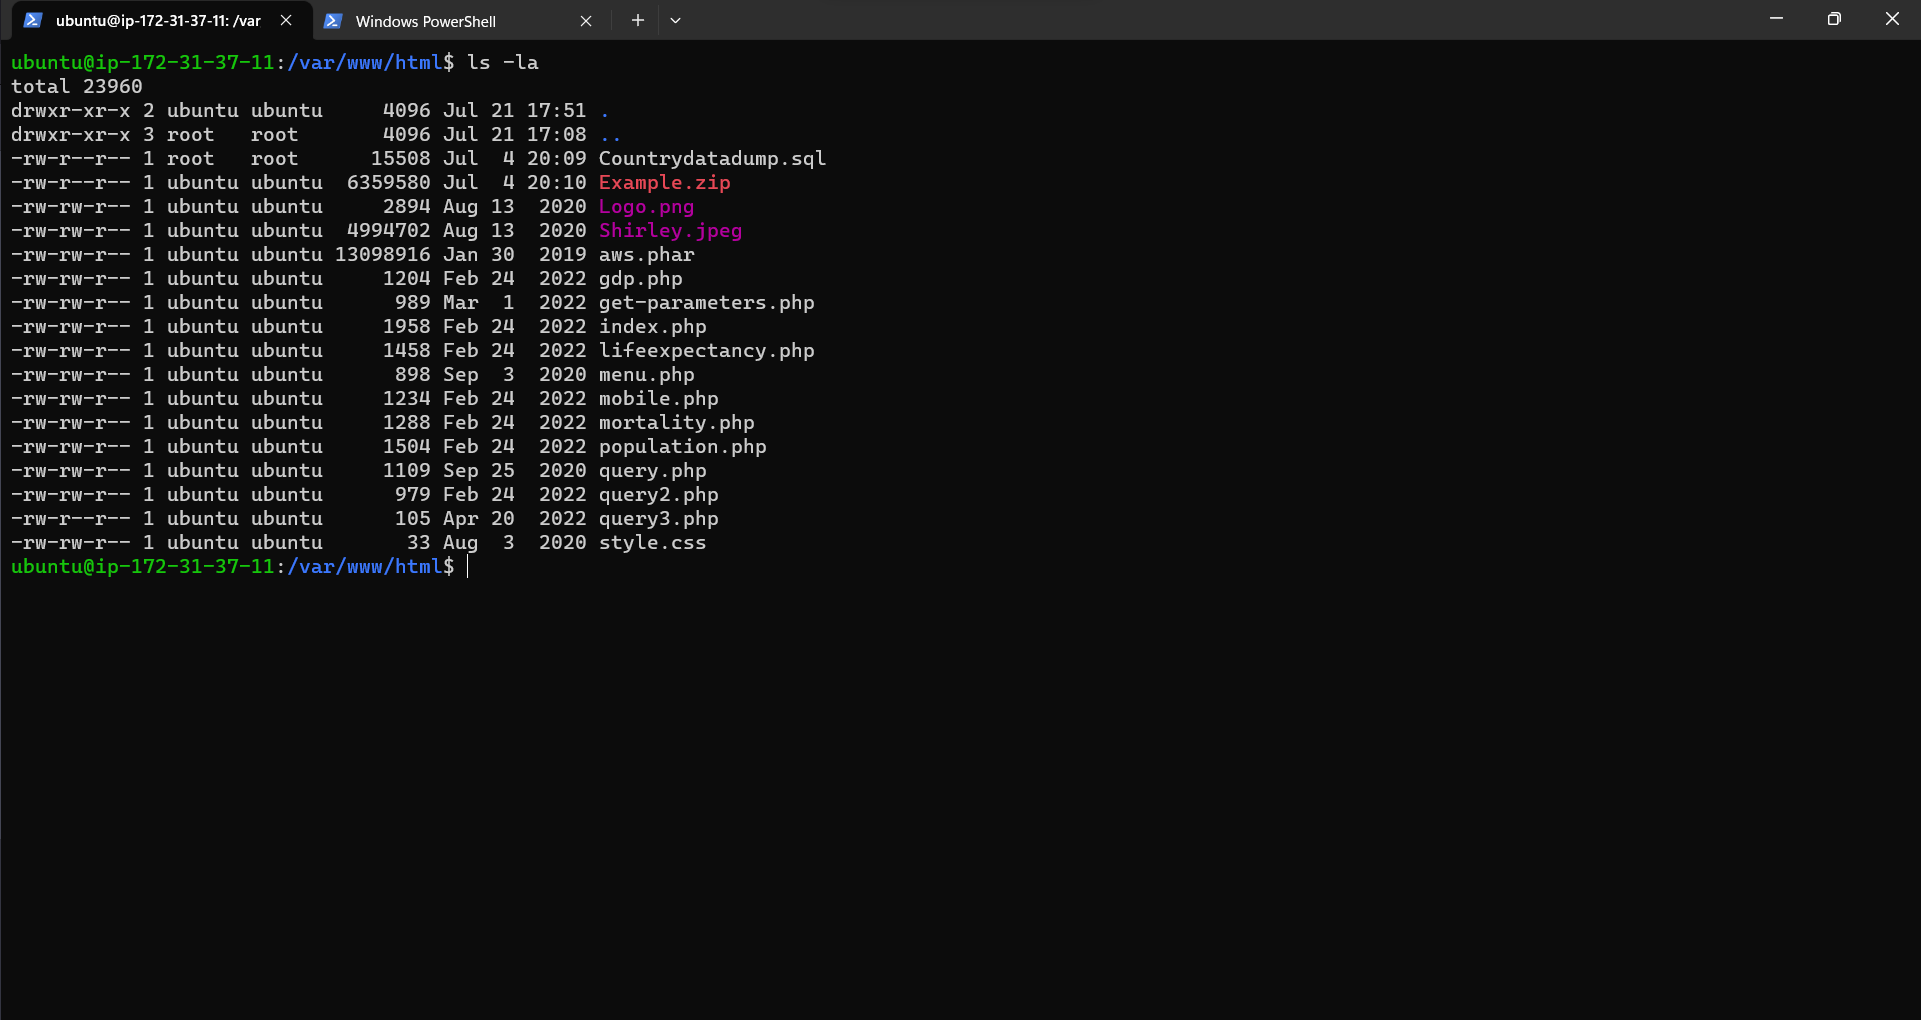 ubuntu@ip-172-31-37-11: /var
Windows PowerShell
ubuntu@ip-172-31-37-11:/var/www/html$ ls -la
total 23960
drwxr-xr-x 2 ubuntu ubuntu     4096 Jul 21 17:51 .
drwxr-xr-x 3 root   root       4096 Jul 21 17:08 ..
-rw-r--r-- 1 root   root      15508 Jul  4 20:09 Countrydatadump.sql
-rw-r--r-- 1 ubuntu ubuntu  6359580 Jul  4 20:10 Example.zip
-rw-rw-r-- 1 ubuntu ubuntu     2894 Aug 13  2020 Logo.png
-rw-rw-r-- 1 ubuntu ubuntu  4994702 Aug 13  2020 Shirley.jpeg
-rw-rw-r-- 1 ubuntu ubuntu 13098916 Jan 30  2019 aws.phar
-rw-rw-r-- 1 ubuntu ubuntu     1204 Feb 24  2022 gdp.php
-rw-rw-r-- 1 ubuntu ubuntu      989 Mar  1  2022 get-parameters.php
-rw-rw-r-- 1 ubuntu ubuntu     1958 Feb 24  2022 index.php
-rw-rw-r-- 1 ubuntu ubuntu     1458 Feb 24  2022 lifeexpectancy.php
-rw-rw-r-- 1 ubuntu ubuntu      898 Sep  3  2020 menu.php
-rw-rw-r-- 1 ubuntu ubuntu     1234 Feb 24  2022 mobile.php
-rw-rw-r-- 1 ubuntu ubuntu     1288 Feb 24  2022 mortality.php
-rw-rw-r-- 1 ubuntu ubuntu     1504 Feb 24  2022 population.php
-rw-rw-r-- 1 ubuntu ubuntu     1109 Sep 25  2020 query.php
-rw-rw-r-- 1 ubuntu ubuntu      979 Feb 24  2022 query2.php
-rw-r--r-- 1 ubuntu ubuntu      105 Apr 20  2022 query3.php
-rw-rw-r-- 1 ubuntu ubuntu       33 Aug  3  2020 style.css
ubuntu@ip-172-31-37-11:/var/www/html$